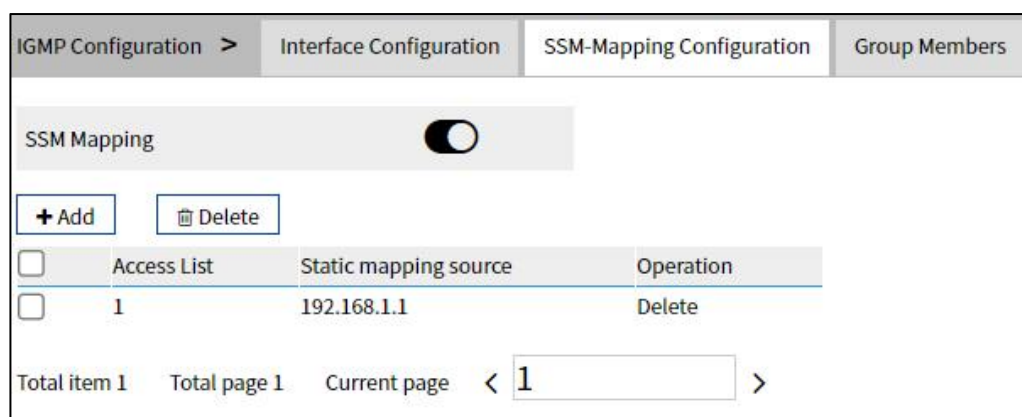 IGMP Configuration > Interface Configuration SSM-Mapping Configuration Group Members
SSM Mapping
+ Add Delete
Access List Static mapping source Operation
1 192.168.1.1 Delete
Total item 1 Total page 1 Current page < 1 >